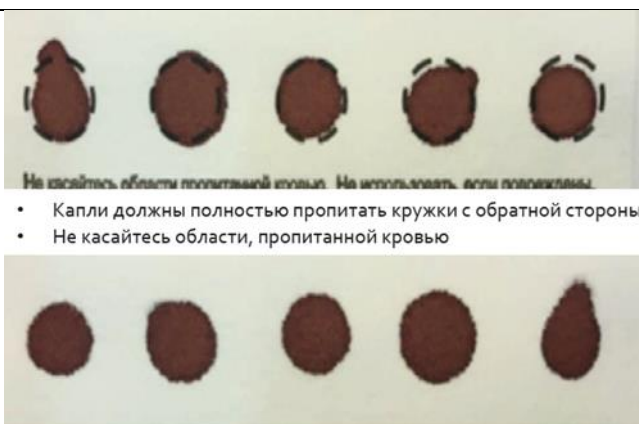 Не касайтесь области пропитанной кровью. Не использовать, если повреждены.
• Капли должны полностью пропитать кружки с обратной стороны
• Не касайтесь области, пропитанной кровью